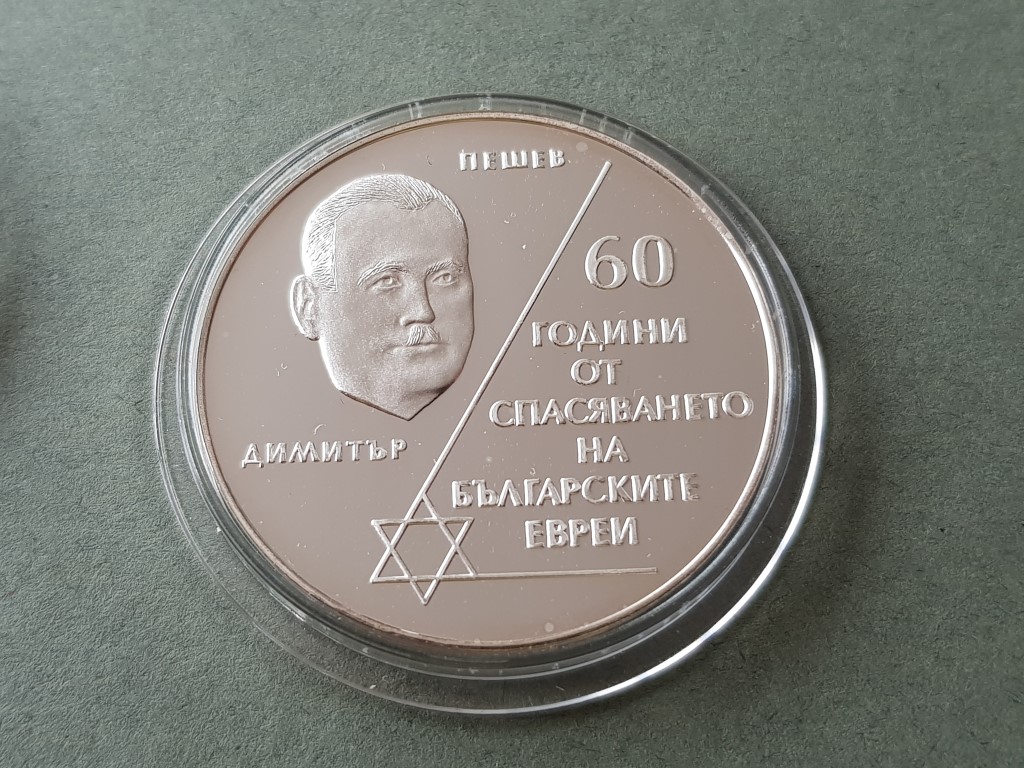 ПЕШЕВ
ДИМИТЪР
60
ГОДИНИ
ОТ
СПАСЯВАНЕТО
НА
БЪЛГАРСКИТЕ
ЕВРЕИ